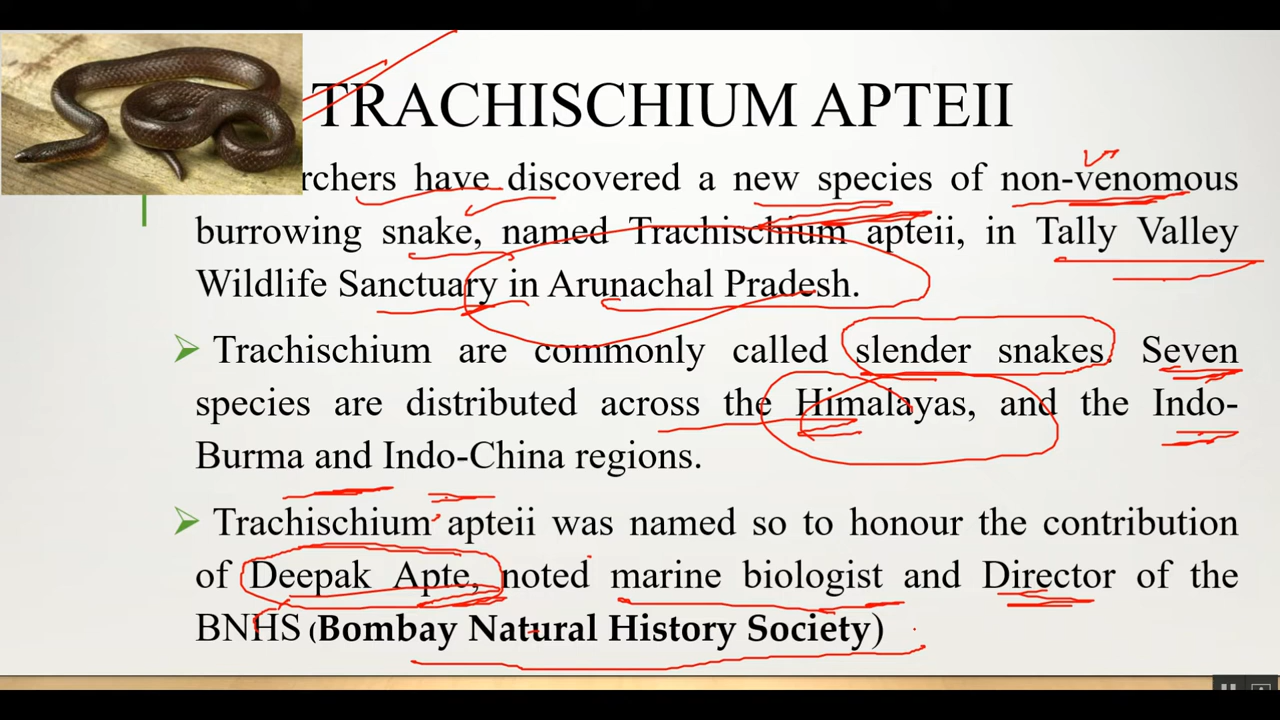 TRACHISCHIUM APTEII
rchers have discovered a new species of non-venomous
burrowing snake, named Trachischium apteii, in Tally Valley
Wildlife Sanctuary in Arunachal Pradesh.
Trachischium are commonly called slender snakes. Seven
species are distributed across the Himalayas, and the Indo-
Burma and Indo-China regions.
Trachischium apteii was named so to honour the contribution
of Deepak Apte, noted marine biologist and Director of the
BNHS (Bombay Natural History Society)